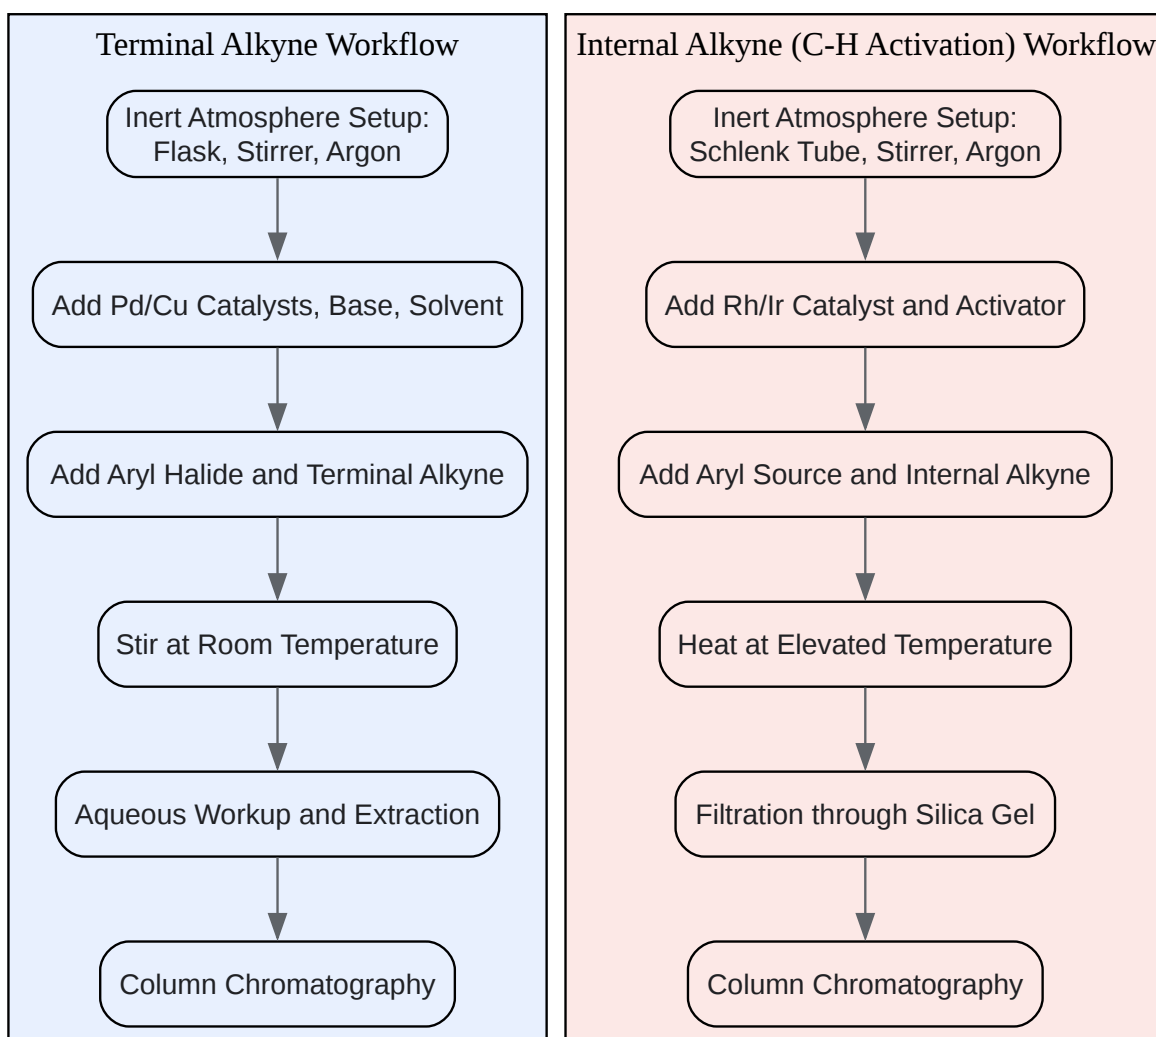 Terminal Alkyne Workflow
Inert Atmosphere Setup:
Flask, Stirrer, Argon
Add Pd/Cu Catalysts, Base, Solvent
Add Aryl Halide and Terminal Alkyne
Stir at Room Temperature
Aqueous Workup and Extraction
Column Chromatography
Internal Alkyne (C-H Activation) Workflow
Inert Atmosphere Setup:
Schlenk Tube, Stirrer, Argon
Add Rh/Ir Catalyst and Activator
Add Aryl Source and Internal Alkyne
Heat at Elevated Temperature
Filtration through Silica Gel
Column Chromatography